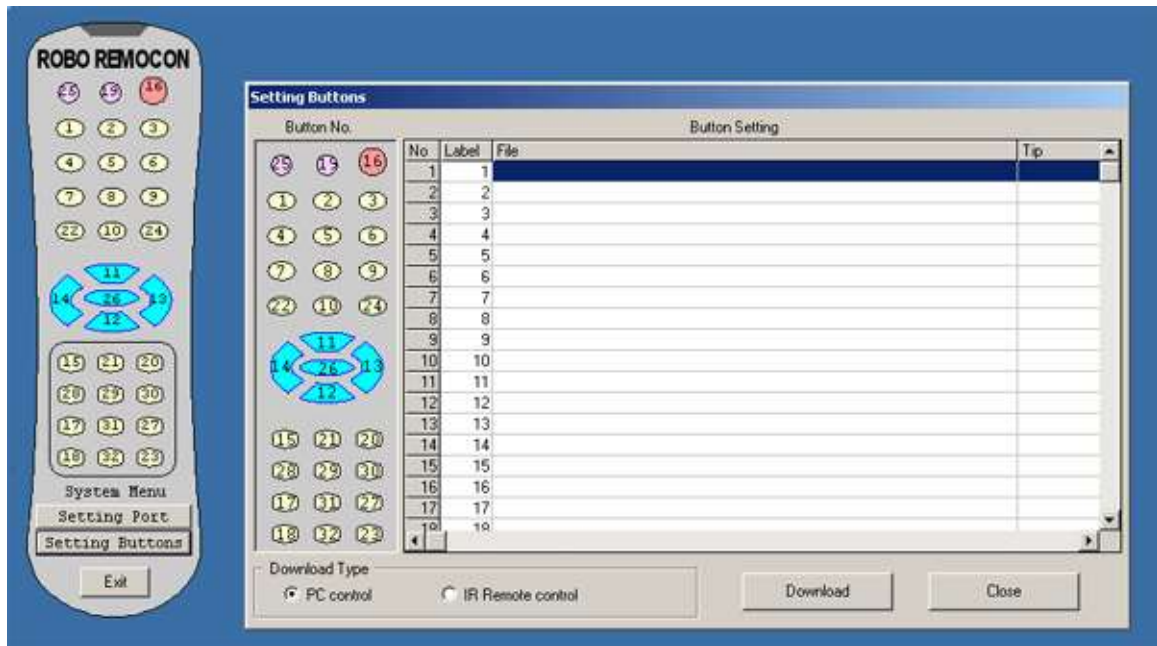 ROBO REMOCON
25 19 16
1 2 3
4 5 6
7 8 9
22 10 24
11
14 26 13
12
15 21 20
28 29 30
17 31 27
18 32 23
System Menu
Setting Port
Setting Buttons
Exit
Setting Buttons
Button No.
25 19 16
1 2 3
4 5 6
7 8 9
22 10 24
11
14 26 13
12
15 21 20
28 29 30
17 31 27
18 32 23
Button Setting
No Label File Tip
1 1
2 2
3 3
4 4
5 5
6 6
7 7
8 8
9 9
10 10
11 11
12 12
13 13
14 14
15 15
16 16
17 17
18 18
Download Type
PC control IR Remote control
Download Close